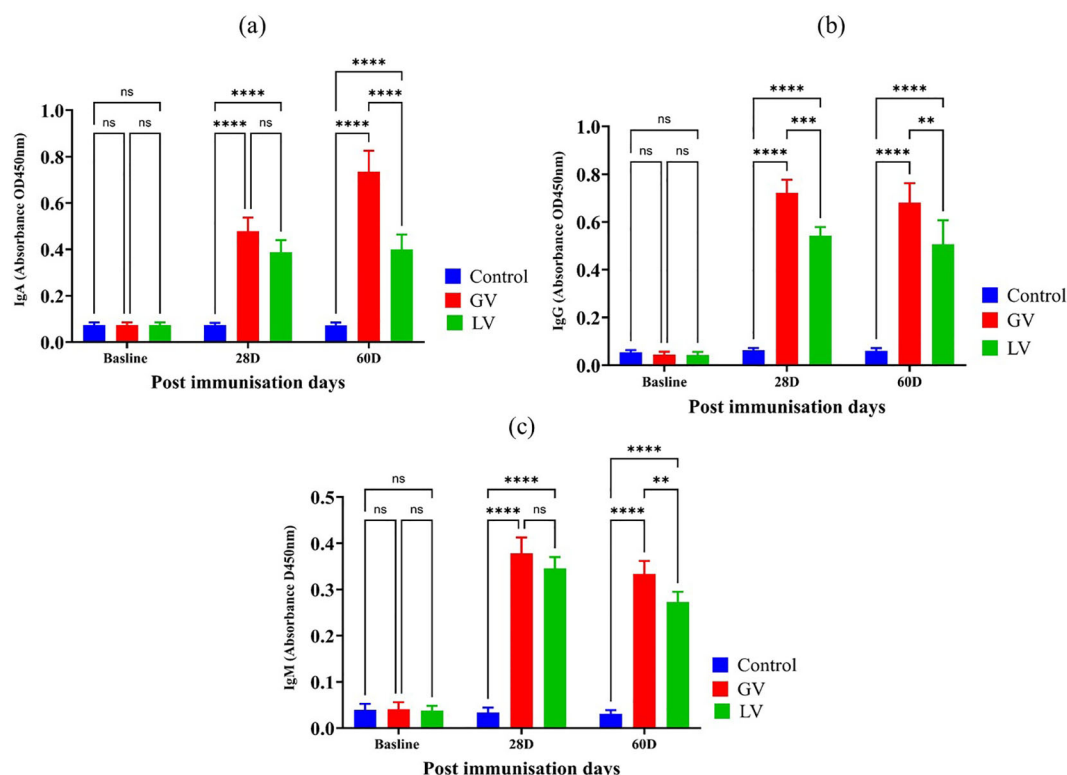 (a)
****
****
ns
****
****
****
ns
ns
****
ns
1.0
0.8
0.6
0.4
0.2
0.0
IgA (Absorbance OD450nm)
Control
GV
LV
Basline
28D
60D
Post immunisation days
(b)
****
****
***
**
ns
****
****
ns
ns
1.0
0.8
0.6
0.4
0.2
0.0
IgG (Absorbance OD450nm)
Control
GV
LV
Basline
28D
60D
Post immunisation days
(c)
****
ns
****
**
ns
ns
****
ns
****
0.5
0.4
0.3
0.2
0.1
0.0
IgM (Absorbance D450nm)
Control
GV
LV
Basline
28D
60D
Post immunisation days